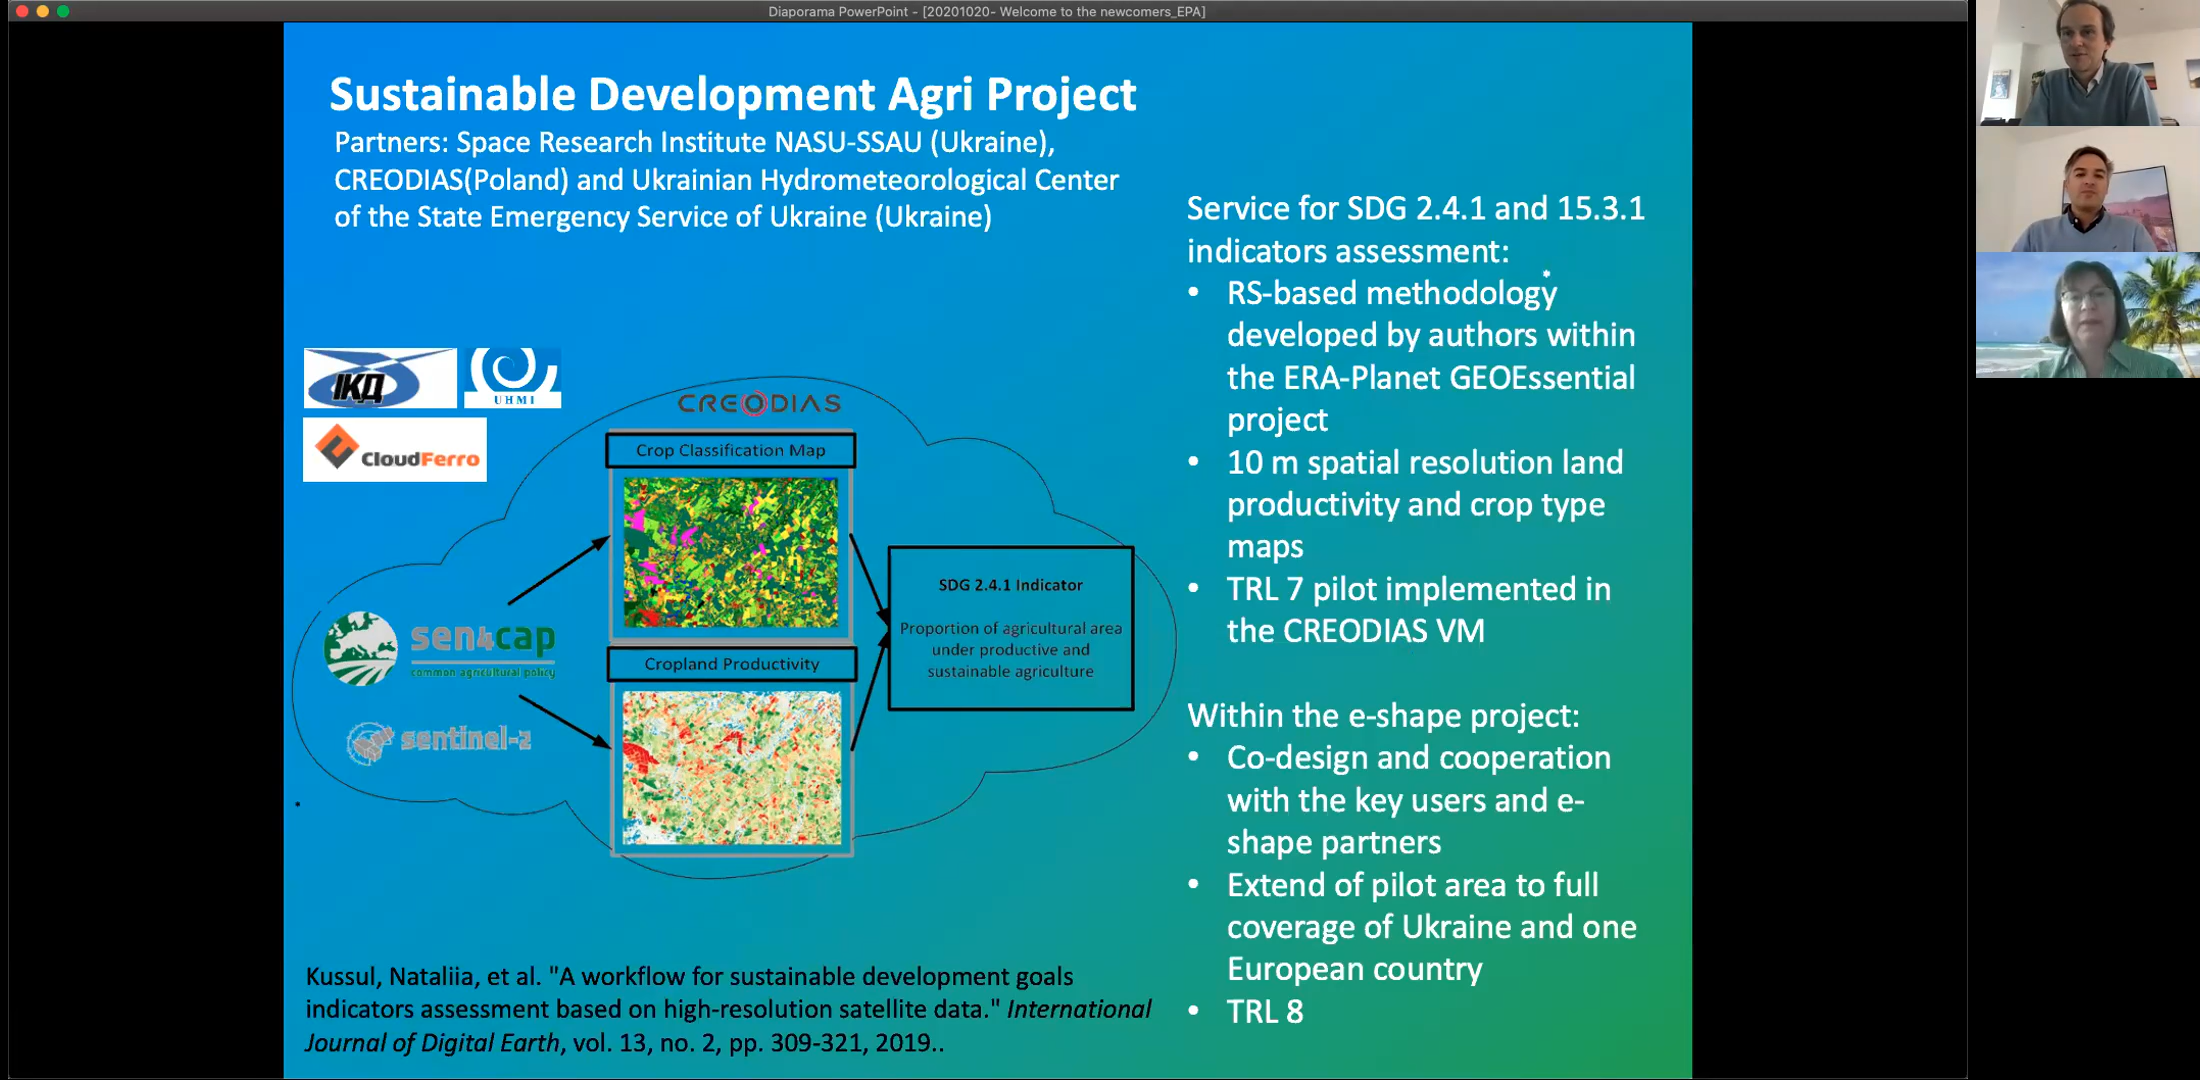 Diaporama PowerPoint - [20201020- Welcome to the newcomers_EPA]
Sustainable Development Agri Project
Partners: Space Research Institute NASU-SSAU (Ukraine),
CREODIAS(Poland) and Ukrainian Hydrometeorological Center
of the State Emergency Service of Ukraine (Ukraine)
ІКД
UHMI
CloudFerro
CREODIAS
Crop Classification Map
sen4cap
common agricultural policy
sentinel-2
Cropland Productivity
SDG 2.4.1 Indicator
Proportion of agricultural area
under productive and
sustainable agriculture
Kussul, Nataliia, et al. "A workflow for sustainable development goals
indicators assessment based on high-resolution satellite data." International
Journal of Digital Earth, vol. 13, no. 2, pp. 309-321, 2019..
Service for SDG 2.4.1 and 15.3.1
indicators assessment:
• RS-based methodology
developed by authors within
the ERA-Planet GEOEssential
project
• 10 m spatial resolution land
productivity and crop type
maps
• TRL 7 pilot implemented in
the CREODIAS VM
Within the e-shape project:
• Co-design and cooperation
with the key users and e-
shape partners
• Extend of pilot area to full
coverage of Ukraine and one
European country
• TRL 8